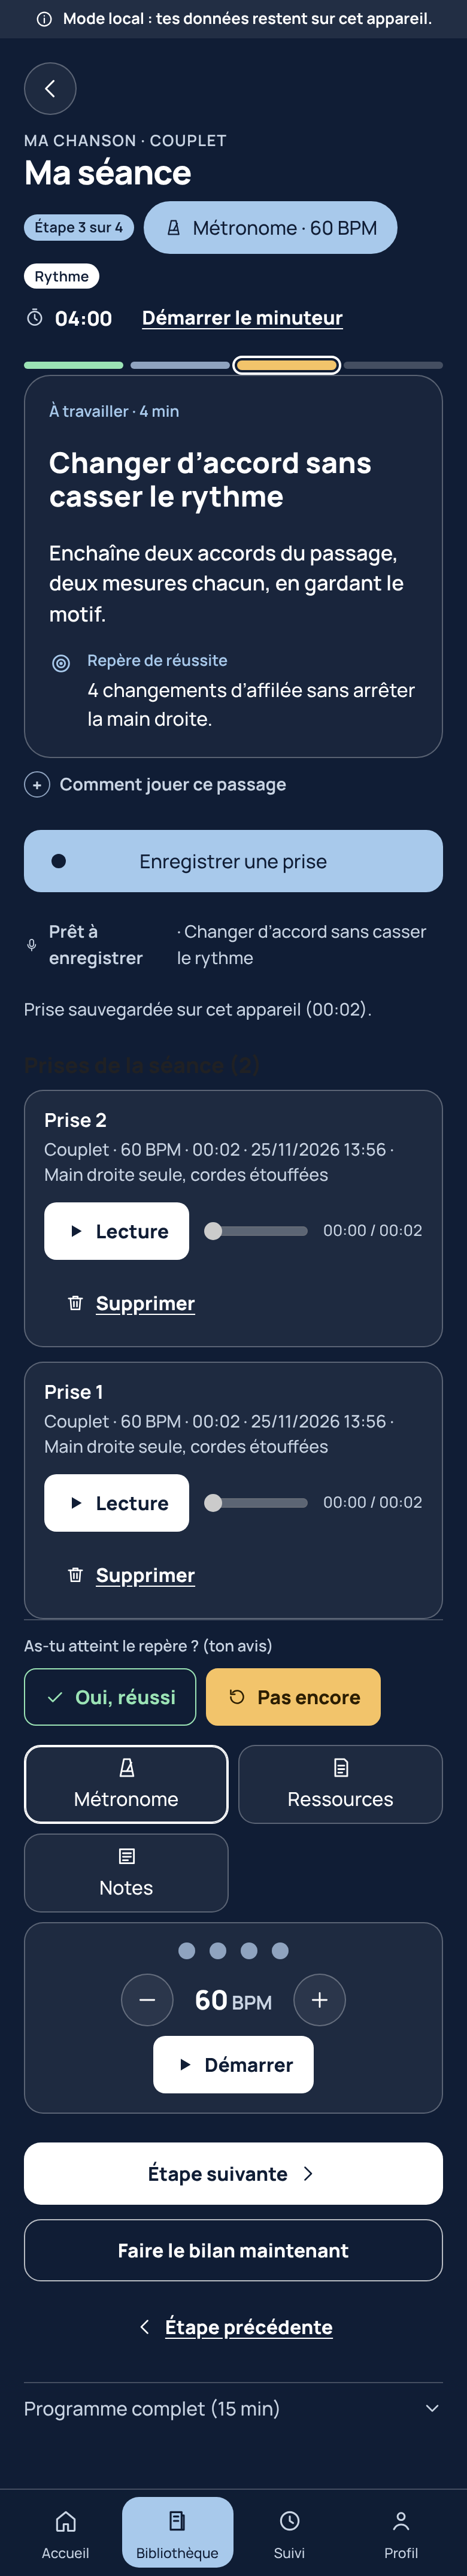 Mode local : tes données restent sur cet appareil.
MA CHANSON · COUPLET
Ma séance
Étape 3 sur 4
Métronome · 60 BPM
Rythme
04:00 Démarrer le minuteur
À travailler · 4 min
Changer d’accord sans
casser le rythme
Enchaîne deux accords du passage,
deux mesures chacun, en gardant le
motif.
Repère de réussite
4 changements d’affilée sans arrêter
la main droite.
Comment jouer ce passage
Enregistrer une prise
Prêt à
enregistrer
· Changer d’accord sans casser
le rythme
Prise sauvegardée sur cet appareil (00:02).
Prises de la séance (2)
Prise 2
Couplet · 60 BPM · 00:02 · 25/11/2026 13:56 ·
Main droite seule, cordes étouffées
Lecture 00:00 / 00:02
Supprimer
Prise 1
Couplet · 60 BPM · 00:02 · 25/11/2026 13:56 ·
Main droite seule, cordes étouffées
Lecture 00:00 / 00:02
Supprimer
As-tu atteint le repère ? (ton avis)
Oui, réussi
Pas encore
Métronome
Ressources
Notes
60 BPM
Démarrer
Étape suivante
Faire le bilan maintenant
Étape précédente
Programme complet (15 min)
Accueil
Bibliothèque
Suivi
Profil